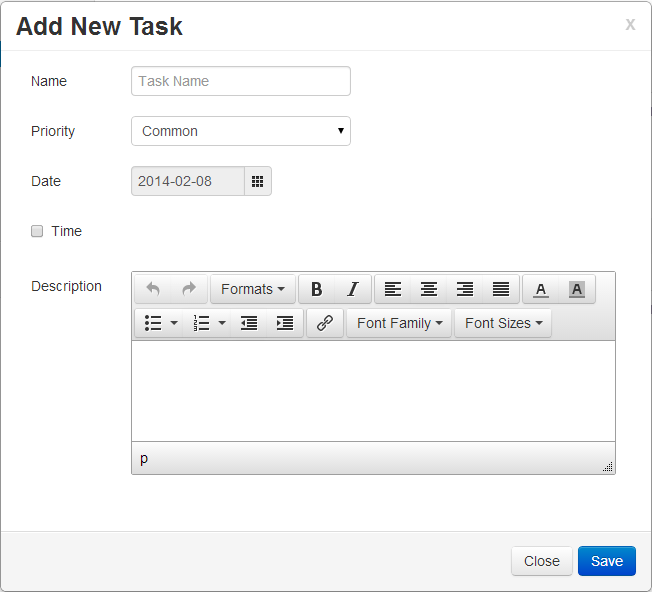 Add New Task
x
Name
Task Name
Priority
Common
Date
2014-02-08
Time
Description
Formats
B I
A A
Font Family
Font Sizes
p
Close
Save